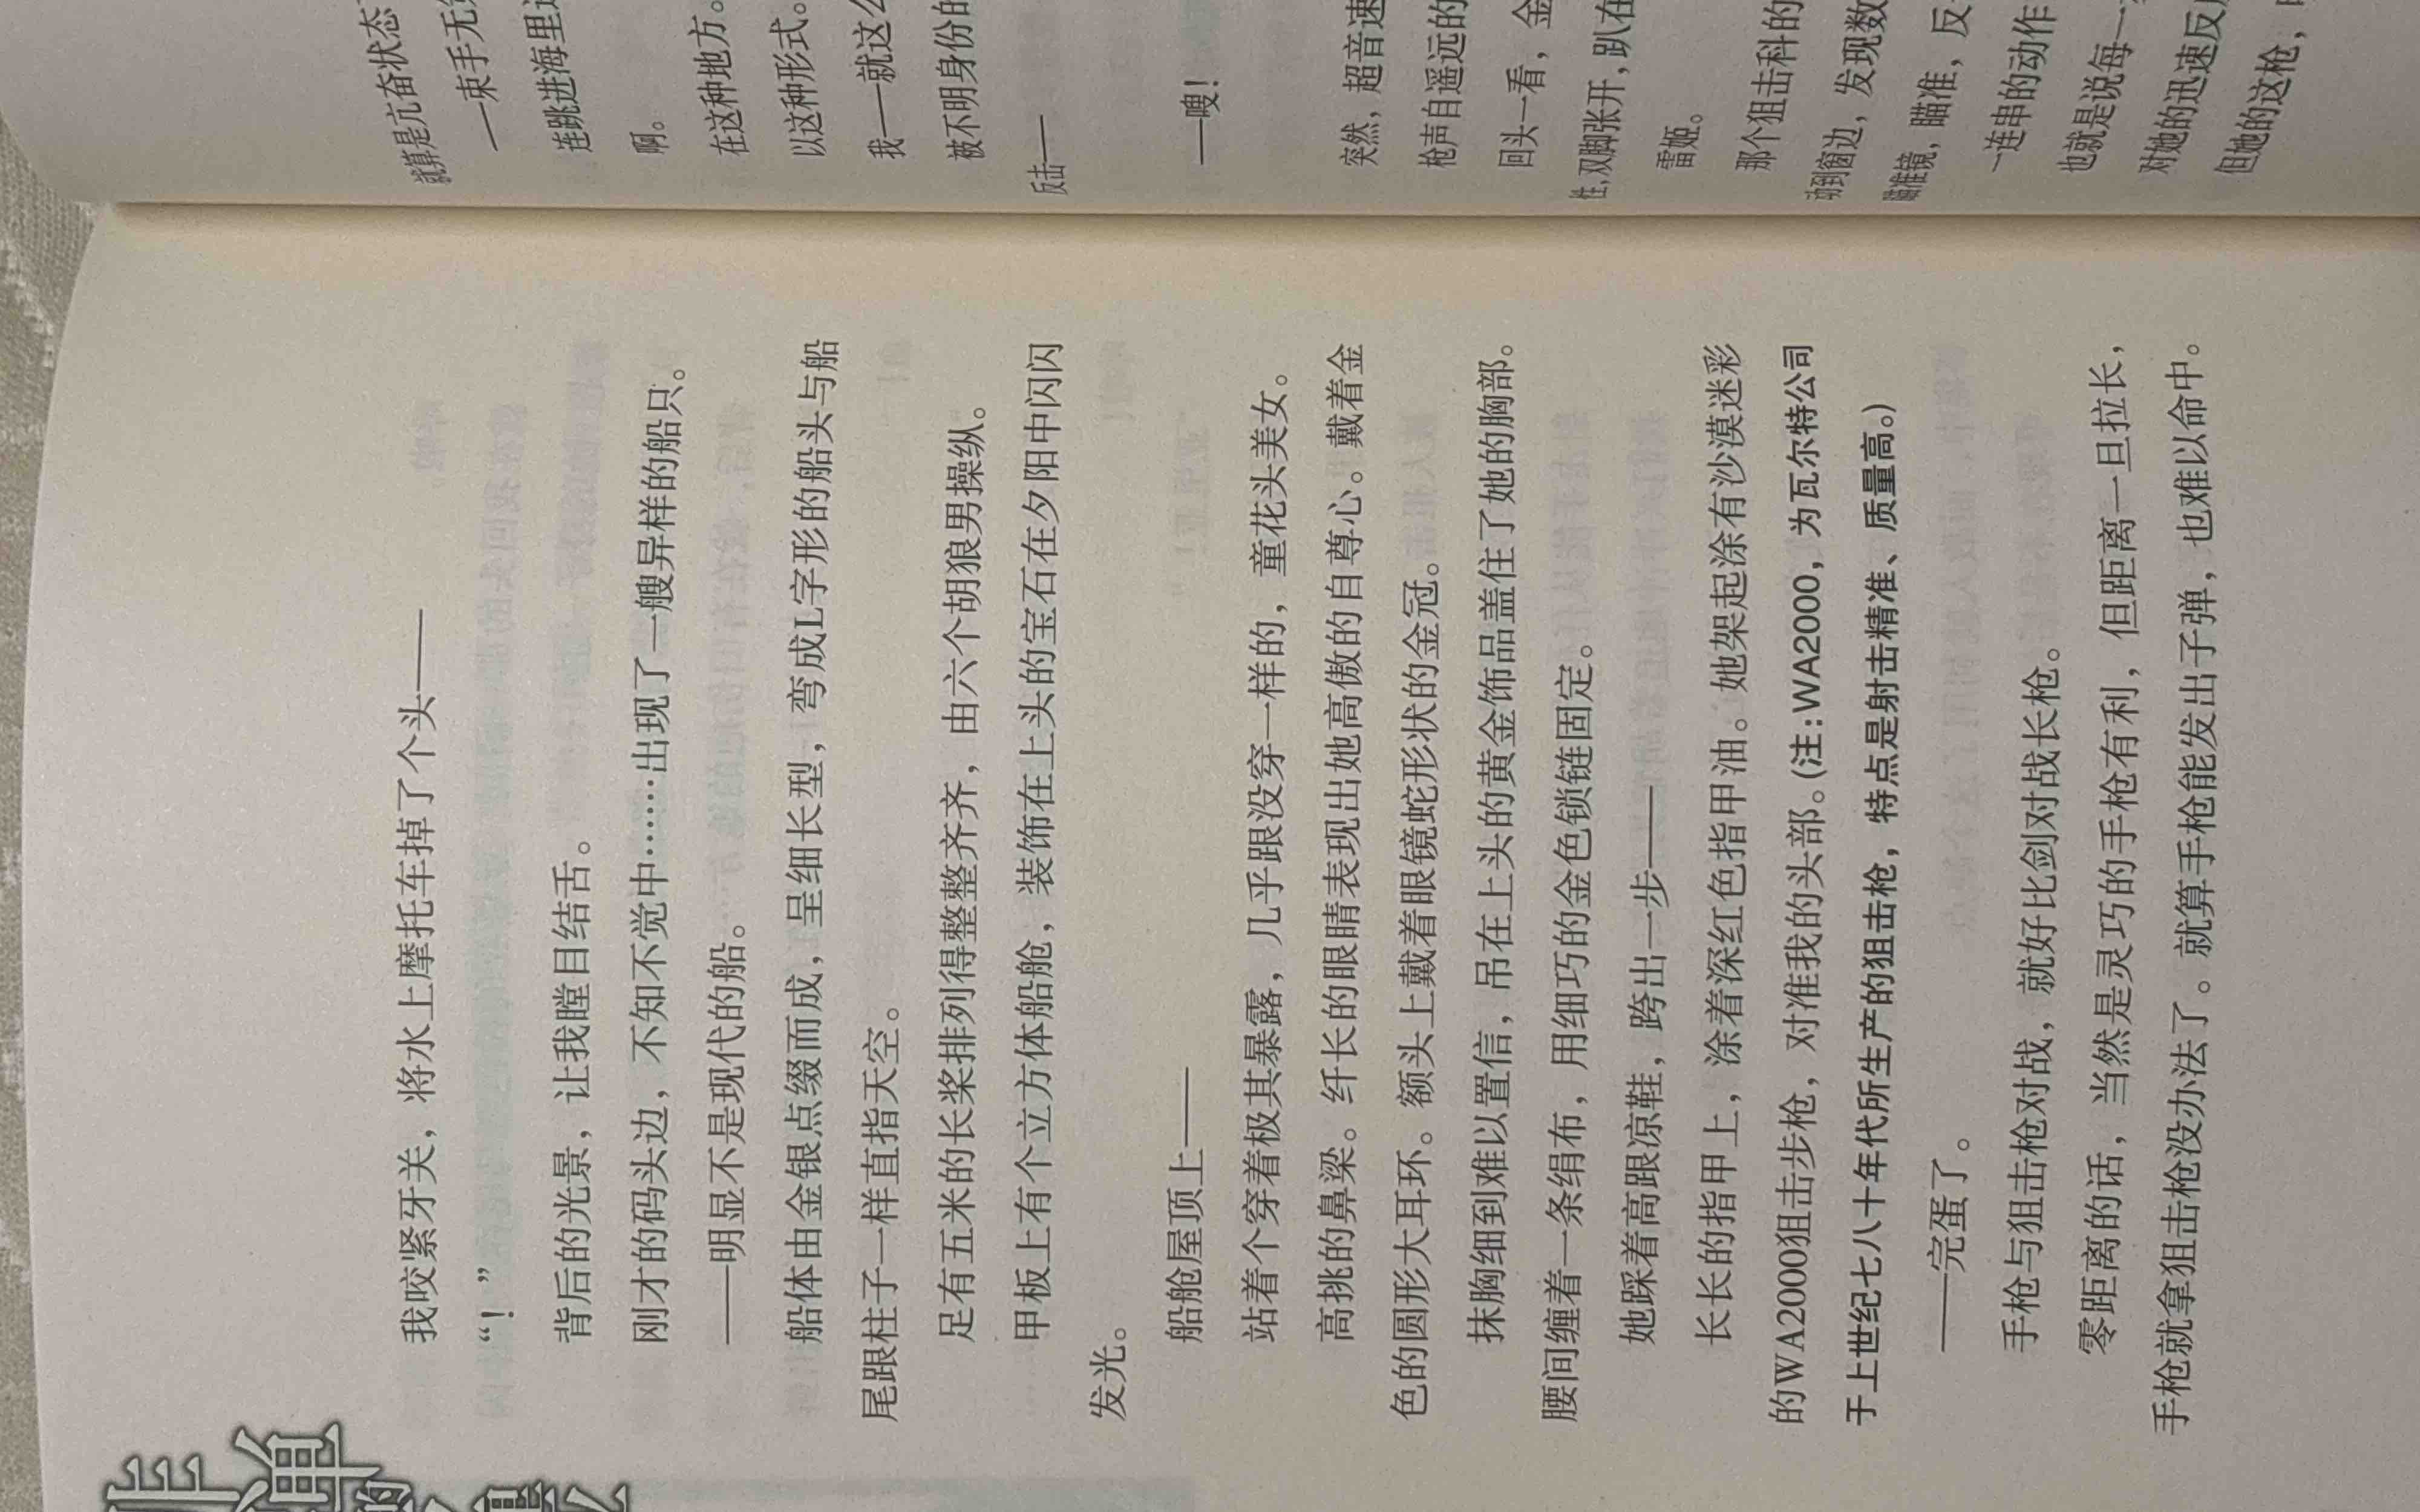 弹
的
我咬紧牙关，将水上摩托车掉了个头——
“！”
背后的光景，让我瞠目结舌。
刚才的码头边，不知不觉中……出现了一艘异样的船只。
——明显不是现代的船。
船体由金银点缀而成，呈细长型，弯成L字形的船头与船
尾跟柱子一样直指天空。
足有五米的长桨排列得整整齐齐，由六个胡狼男操纵。
甲板上有个立方体船舱，装饰在上头的宝石在夕阳中闪闪
发光。
船舱屋顶上——
站着个穿着极其暴露，几乎跟没穿一样的，童花头美女。
高挑的鼻梁。纤长的眼睛表现出她高傲的自尊心。戴着金
色的圆形大耳环。额头上戴着眼镜蛇形状的金冠。
抹胸细到难以置信，吊在上头的黄金饰品盖住了她的胸部。
腰间缠着一条绢布，用细巧的金色锁链固定。
她踩着高跟凉鞋，跨出一步——
长长的指甲上，涂着深红色指甲油。她架起涂有沙漠迷彩
的WA2000狙击步枪，对准我的头部。(注：WA2000，为瓦尔特公司
于上世纪七八十年代所生产的狙击枪，特点是射击精准、质量高。)
——完蛋了。
手枪与狙击枪对战，就好比剑对战长枪。
零距离的话，当然是灵巧的手枪有利，但距离一旦拉长，
手枪就拿狙击枪没办法了。就算手枪能发出子弹，也难以命中。
就算是亢奋状态
——束手无
连跳进海里
啊。
在这种地方。
以这种形式。
我——就这么
被不明身份的
反击——
——嗖！
突然，超音速
枪声自遥远的
回头一看，金
性，双脚张开，趴在
雷姬。
那个狙击科的
动到窗边，发现数
瞄准镜，瞄准，反
一连串的动作
也就是说每一
对她的迅速反
但她的这枪，